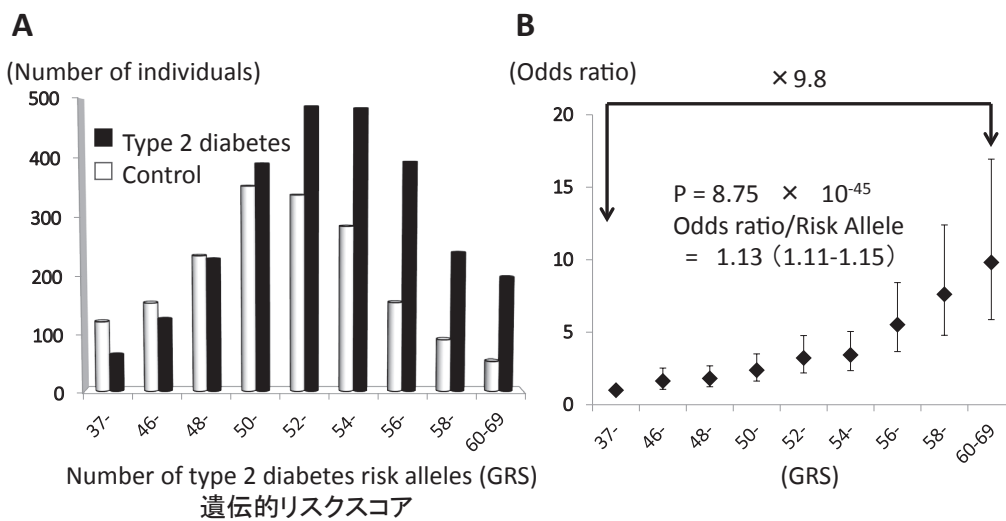 A
(Number of individuals)
500
400
300
200
100
0
Type 2 diabetes
Control
37-
46-
48-
50-
52-
54-
56-
58-
60-69
Number of type 2 diabetes risk alleles (GRS)
遺伝的リスクスコア
B
(Odds ratio)
× 9.8
20
15
10
5
0
P = 8.75 × 10⁻⁴⁵
Odds ratio/Risk Allele
= 1.13（1.11-1.15）
37-
46-
48-
50-
52-
54-
56-
58-
60-69
(GRS)